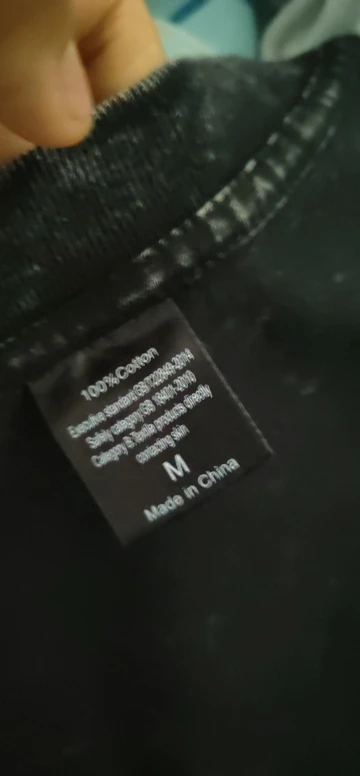 100%Cotton
Executive standard GB/T22849-2014
Safety category GB 18401-2010
Category B Textile products directly
contacting skin
M
Made in China